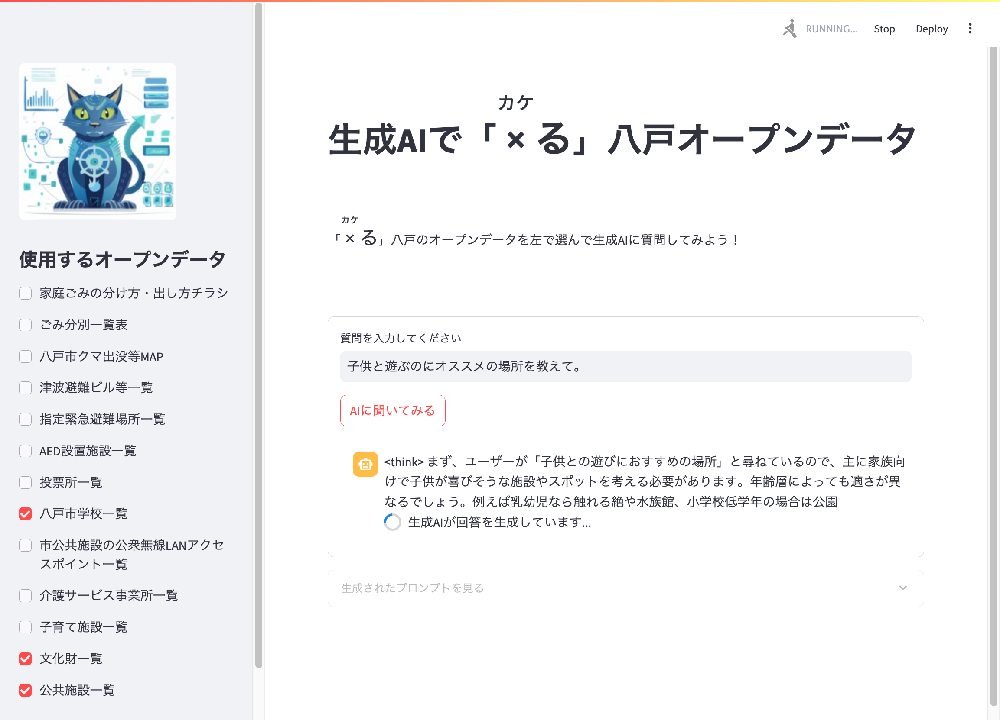 RUNNING...
Stop
Deploy
使用するオープンデータ
家庭ごみの分け方・出し方チラシ
ごみ分別一覧表
八戸市クマ出没等MAP
津波避難ビル等一覧
指定緊急避難場所一覧
AED設置施設一覧
投票所一覧
八戸市学校一覧
市公共施設の公衆無線LANアクセ
スポイント一覧
介護サービス事業所一覧
子育て施設一覧
文化財一覧
公共施設一覧
カケ
生成AIで「 × る」八戸オープンデータ
カケ
「 × る」八戸のオープンデータを左で選んで生成AIに質問してみよう！
質問を入力してください
子供と遊ぶのにオススメの場所を教えて。
AIに聞いてみる
<think> まず、ユーザーが「子供との遊びにおすすめの場所」と尋ねているので、主に家族向
けで子供が喜びそうな施設やスポットを考える必要があります。年齢層によっても適さが異
なるでしょう。例えば乳幼児なら触れる絶や水族館、小学校低学年の場合は公園
生成AIが回答を生成しています...
生成されたプロンプトを見る